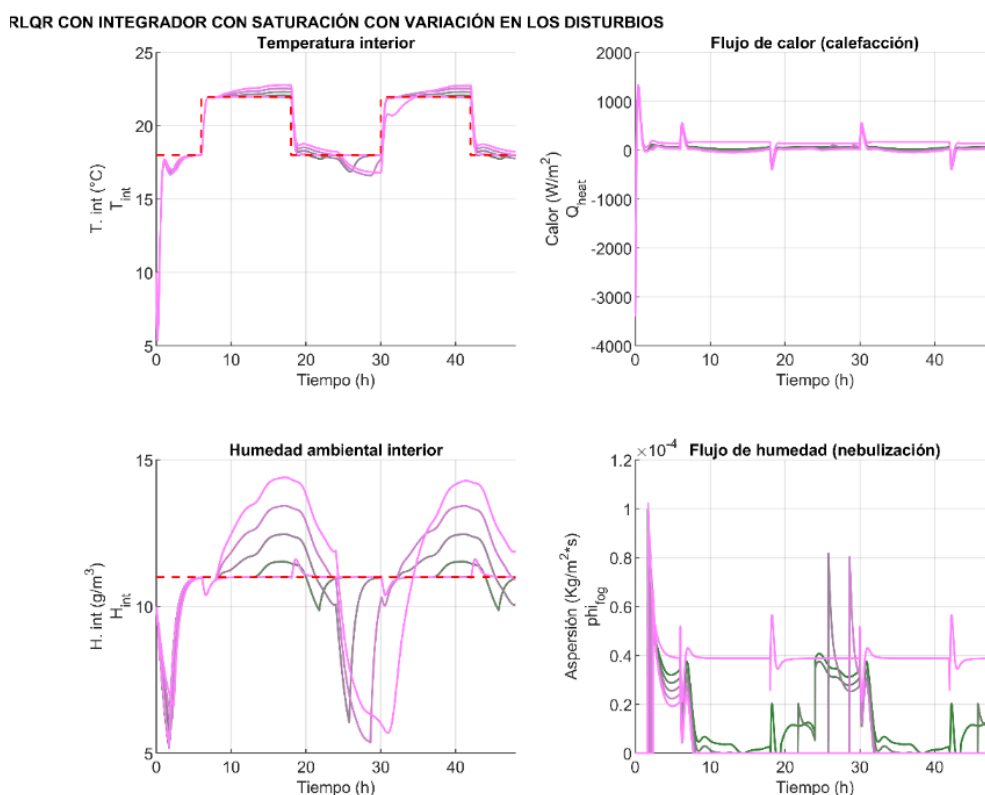 RLQR CON INTEGRADOR CON SATURACIÓN CON VARIACIÓN EN LOS DISTURBIOS
Temperatura interior
25
20
15
10
5
0
10
20
30
40
Tiempo (h)
T. int (°C)
T_int
Flujo de calor (calefacción)
2000
1000
0
-1000
-2000
-3000
-4000
0
10
20
30
40
Tiempo (h)
Calor (W/m²)
Q_heat
Humedad ambiental interior
15
10
5
0
10
20
30
40
Tiempo (h)
H. int (g/m³)
H_int
Flujo de humedad (nebulización)
×10⁻⁴
1.2
1
0.8
0.6
0.4
0.2
0
0
10
20
30
40
Tiempo (h)
Aspersión (Kg/m²*s)
phi_fog